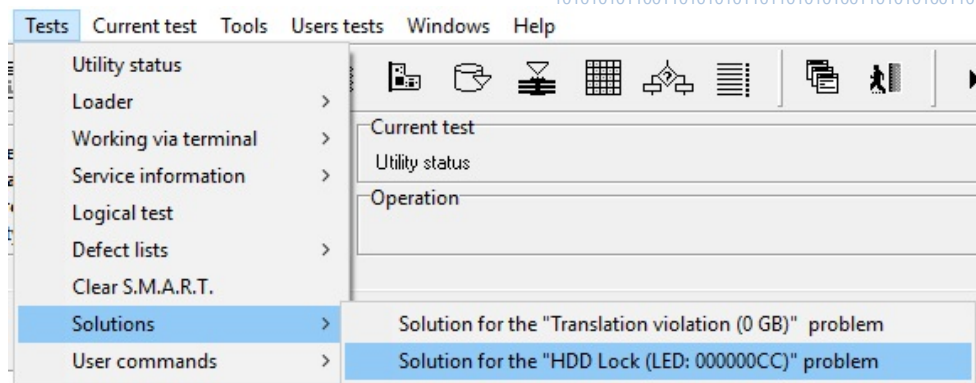 Tests Current test Tools Users tests Windows Help
Utility status
Loader
Working via terminal
Service information
Logical test
Defect lists
Clear S.M.A.R.T.
Solutions
User commands
Current test
Utility status
Operation
Solution for the "Translation violation (0 GB)" problem
Solution for the "HDD Lock (LED: 000000CC)" problem